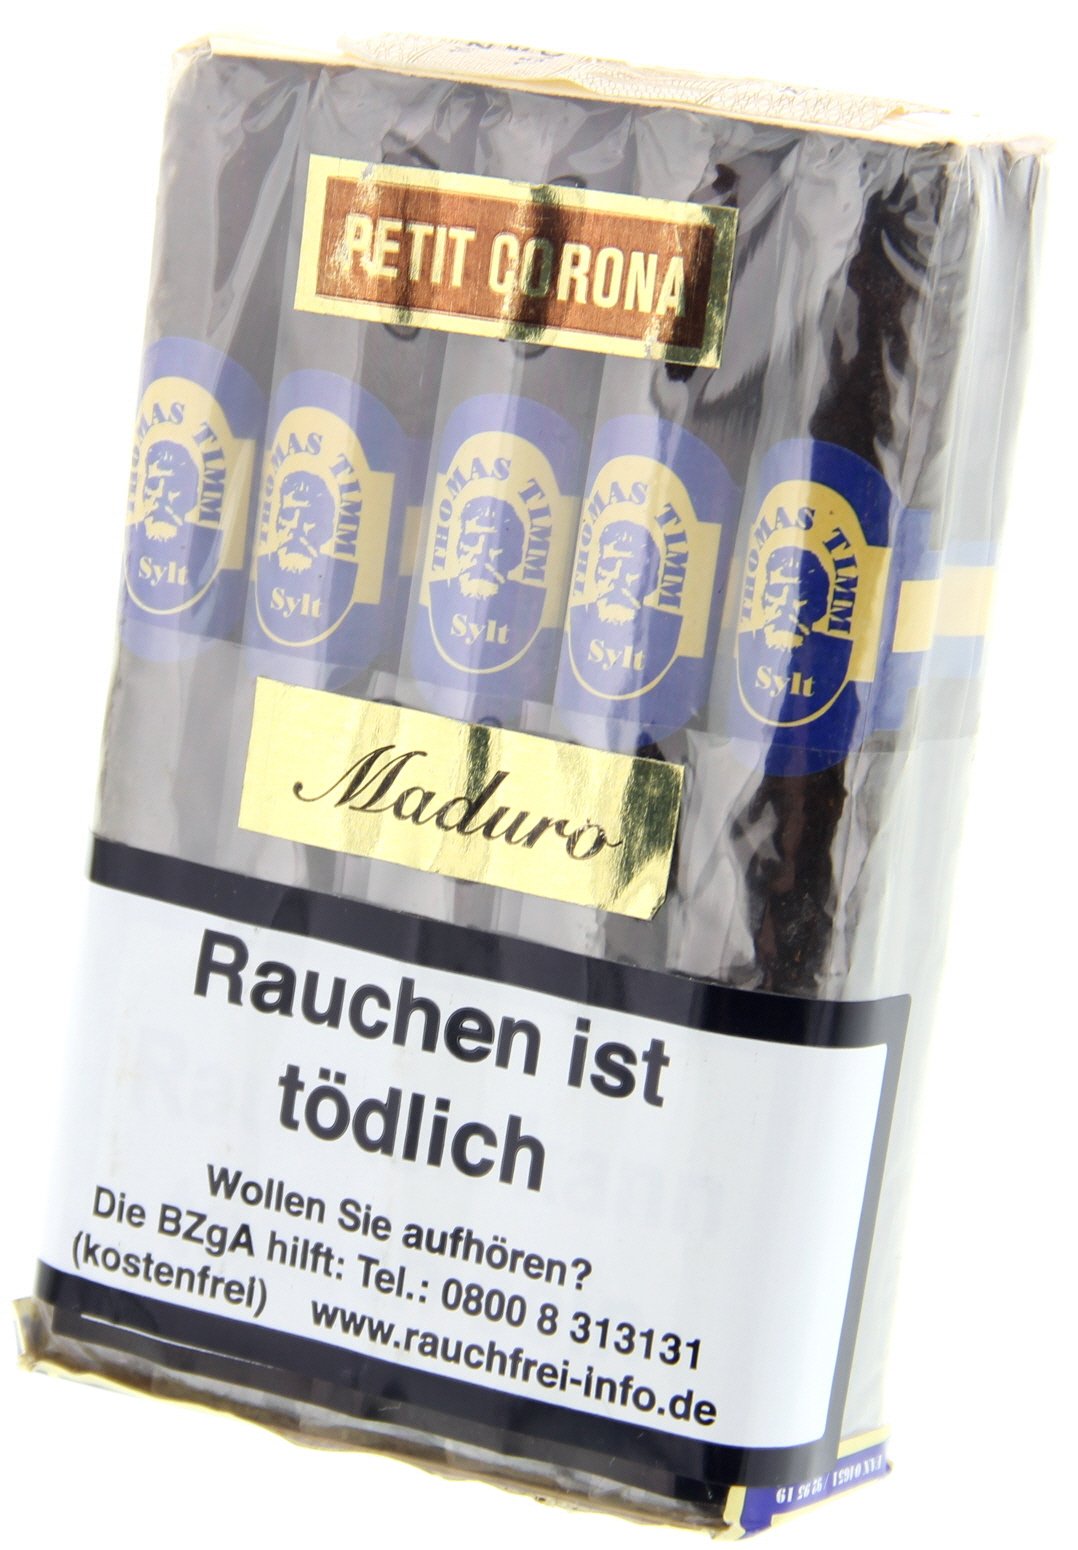 PETIT CORONA
THOMAS TIMM
Sylt
THOMAS TIMM
Sylt
THOMAS TIMM
Sylt
THOMAS TIMM
Sylt
THOMAS TIMM
Sylt
Maduro
Rauchen ist
tödlich
Wollen Sie aufhören?
Die BZgA hilft: Tel.: 0800 8 313131
(kostenfrei) www.rauchfrei-info.de